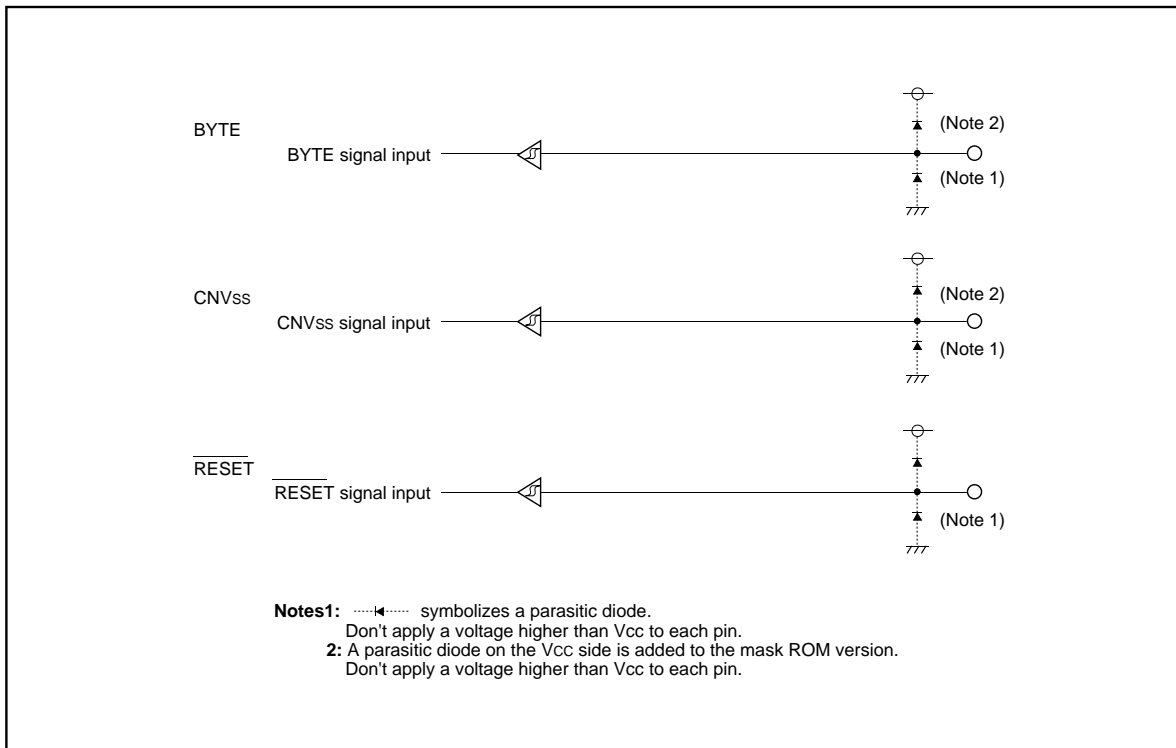 (Note 2)
BYTE
BYTE signal input
(Note 1)
(Note 2)
CNVss
CNVss signal input
(Note 1)
RESET
RESET signal input
(Note 1)
Notes1: symbolizes a parasitic diode.
Don't apply a voltage higher than Vcc to each pin.
2: A parasitic diode on the VCC side is added to the mask ROM version.
Don't apply a voltage higher than Vcc to each pin.